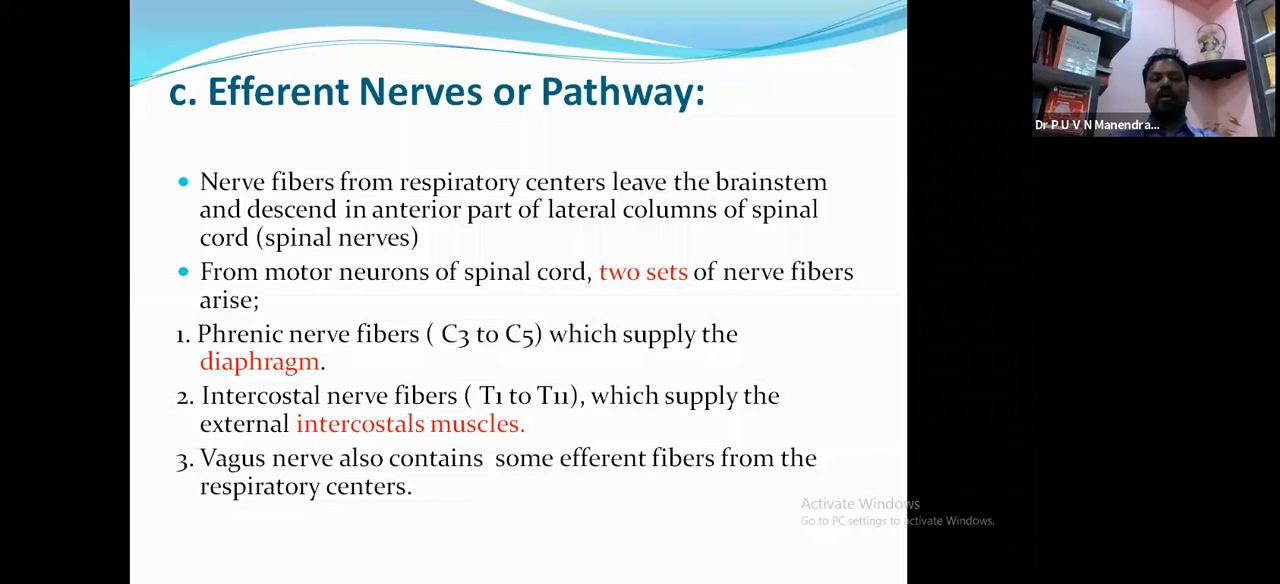 c. Efferent Nerves or Pathway:
Dr P U V N Manendra...
• Nerve fibers from respiratory centers leave the brainstem
and descend in anterior part of lateral columns of spinal
cord (spinal nerves)
• From motor neurons of spinal cord, two sets of nerve fibers
arise;
1. Phrenic nerve fibers ( C3 to C5) which supply the
diaphragm.
2. Intercostal nerve fibers ( T1 to T11), which supply the
external intercostals muscles.
3. Vagus nerve also contains some efferent fibers from the
respiratory centers.
Activate Windows
Go to PC settings to activate Windows.